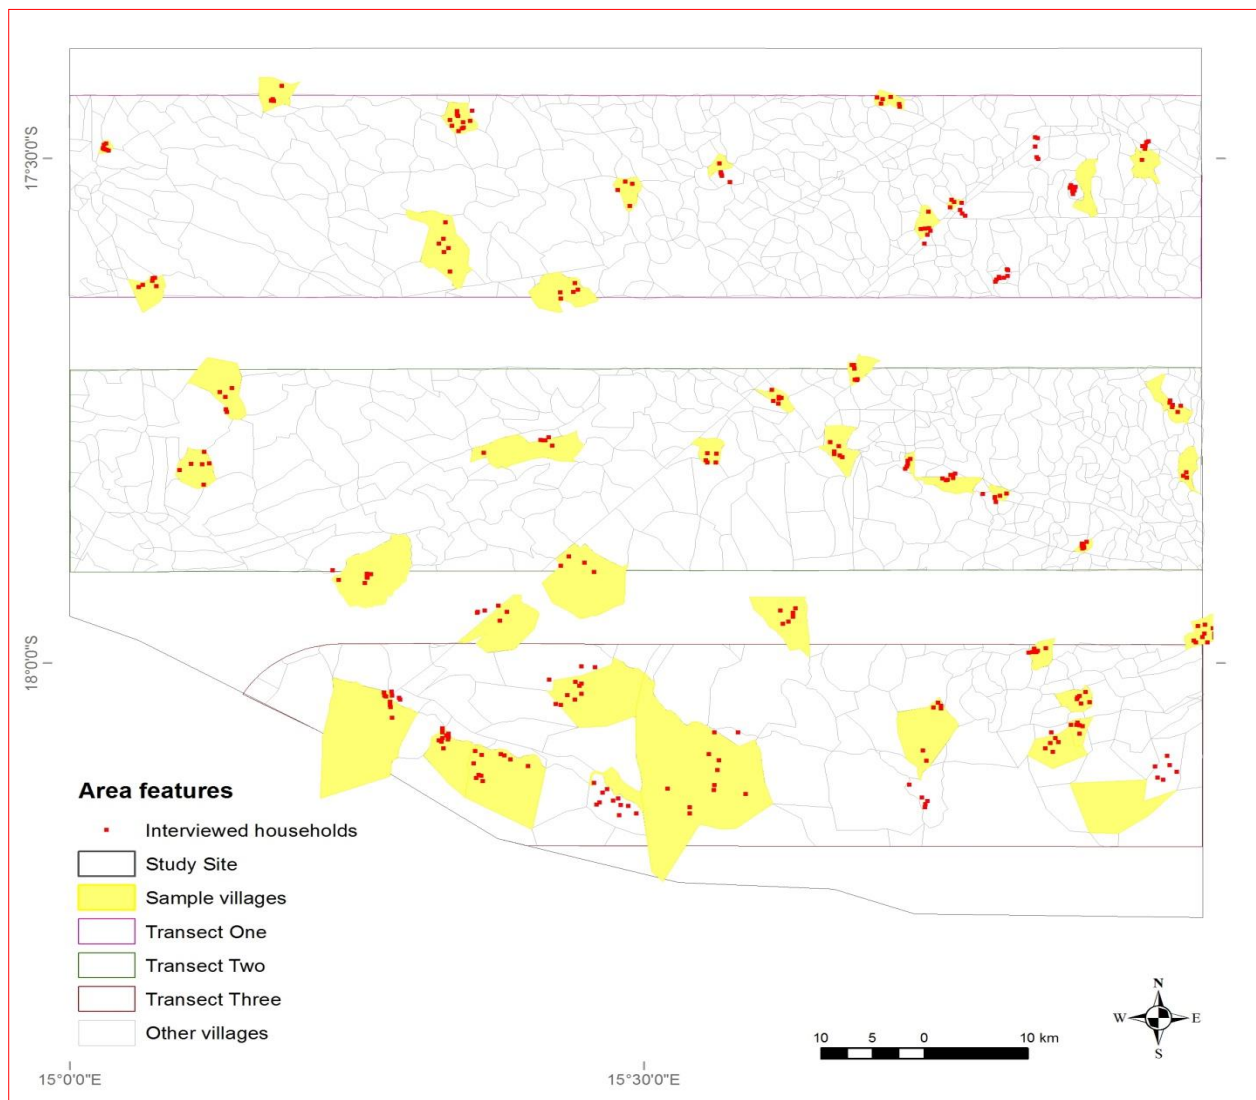 17°30'0"S
18°0'0"S
Area features
Interviewed households
Study Site
Sample villages
Transect One
Transect Two
Transect Three
Other villages
N
W E
S
10 5 0 10 km
15°0'0"E 15°30'0"E